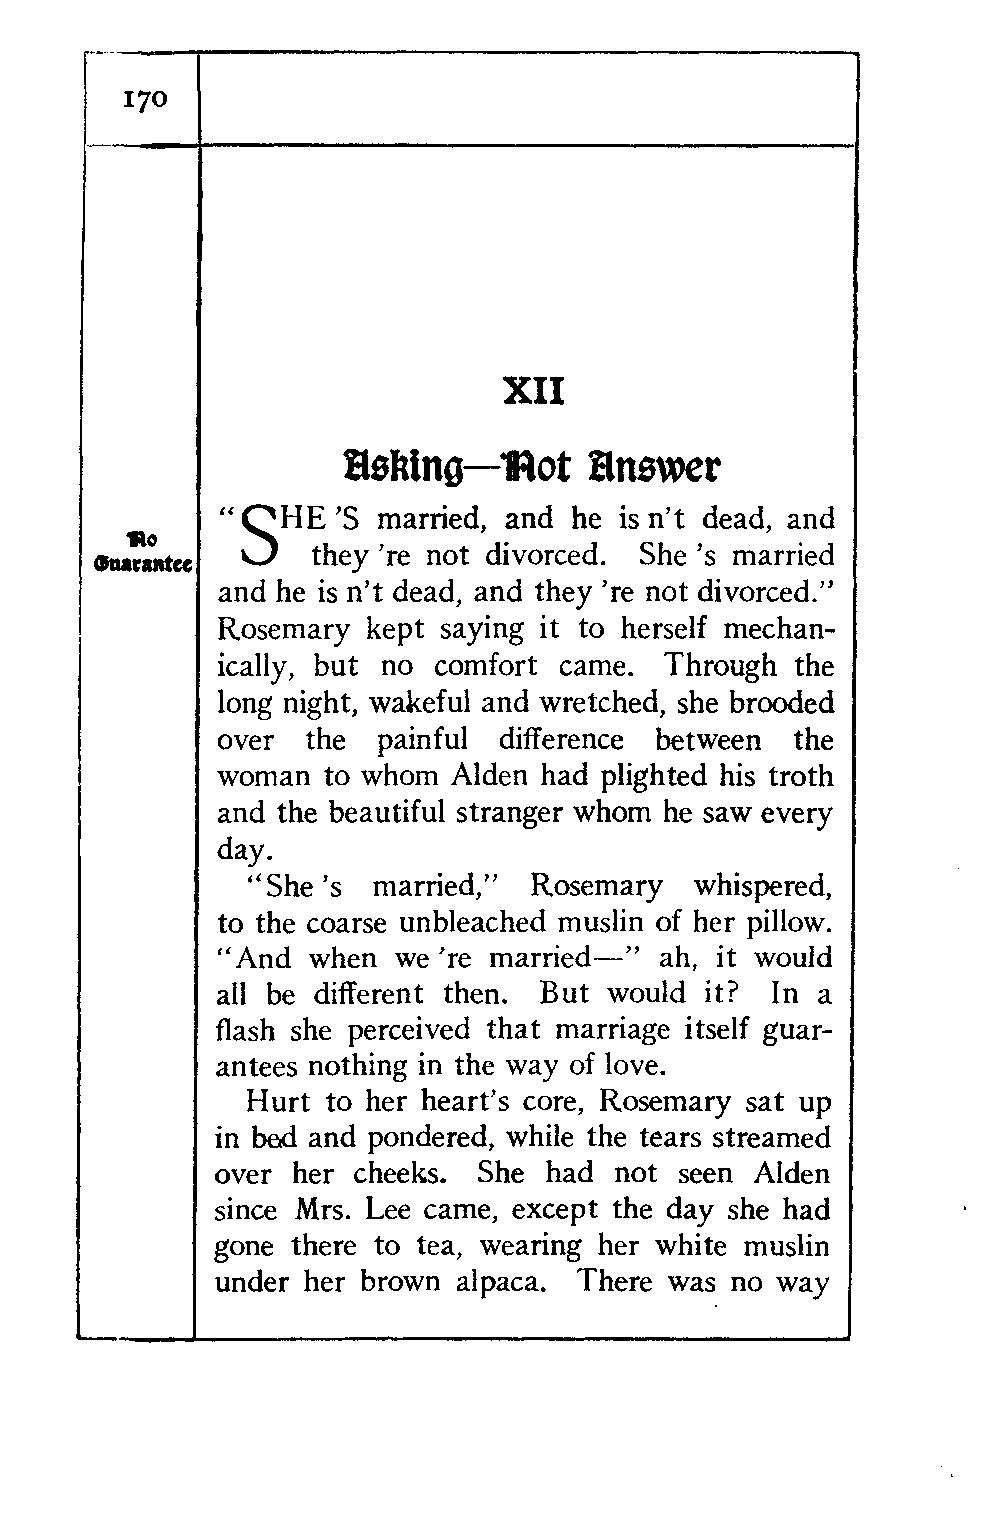 170
XII
Asking—Not Answer
No
Guarantee
"SHE 'S married, and he is n't dead, and
they 're not divorced. She 's married
and he is n't dead, and they 're not divorced."
Rosemary kept saying it to herself mechan-
ically, but no comfort came. Through the
long night, wakeful and wretched, she brooded
over the painful difference between the
woman to whom Alden had plighted his troth
and the beautiful stranger whom he saw every
day.
"She 's married," Rosemary whispered,
to the coarse unbleached muslin of her pillow.
"And when we 're married—" ah, it would
all be different then. But would it? In a
flash she perceived that marriage itself guar-
antees nothing in the way of love.
Hurt to her heart's core, Rosemary sat up
in bed and pondered, while the tears streamed
over her cheeks. She had not seen Alden
since Mrs. Lee came, except the day she had
gone there to tea, wearing her white muslin
under her brown alpaca. There was no way